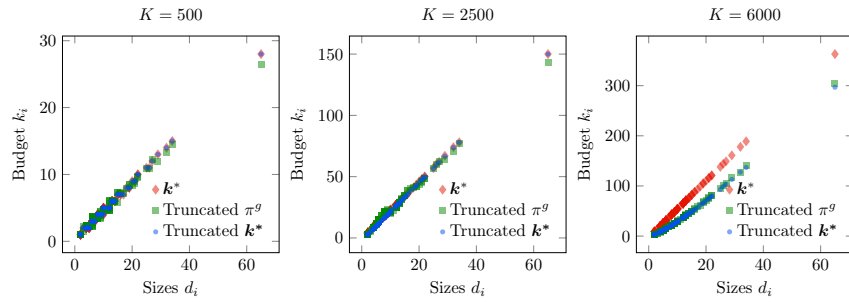 K = 500
30
20
10
0
0
20
40
60
Budget k_i
Sizes d_i
k*
Truncated π^g
Truncated k*
K = 2500
150
100
50
0
0
20
40
60
Budget k_i
Sizes d_i
k*
Truncated π^g
Truncated k*
K = 6000
300
200
100
0
0
20
40
60
Budget k_i
Sizes d_i
k*
Truncated π^g
Truncated k*